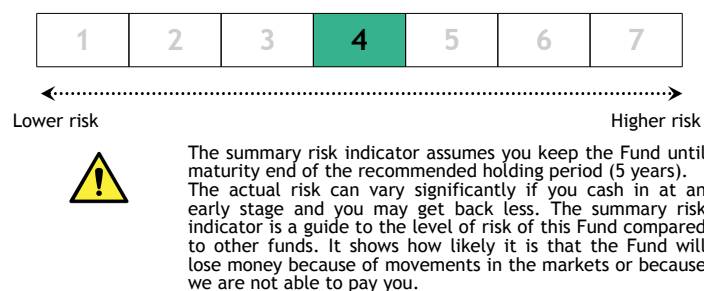 1 2 3 4 5 6 7
Lower risk Higher risk
The summary risk indicator assumes you keep the Fund until
maturity end of the recommended holding period (5 years).
The actual risk can vary significantly if you cash in at an
early stage and you may get back less. The summary risk
indicator is a guide to the level of risk of this Fund compared
to other funds. It shows how likely it is that the Fund will
lose money because of movements in the markets or because
we are not able to pay you.